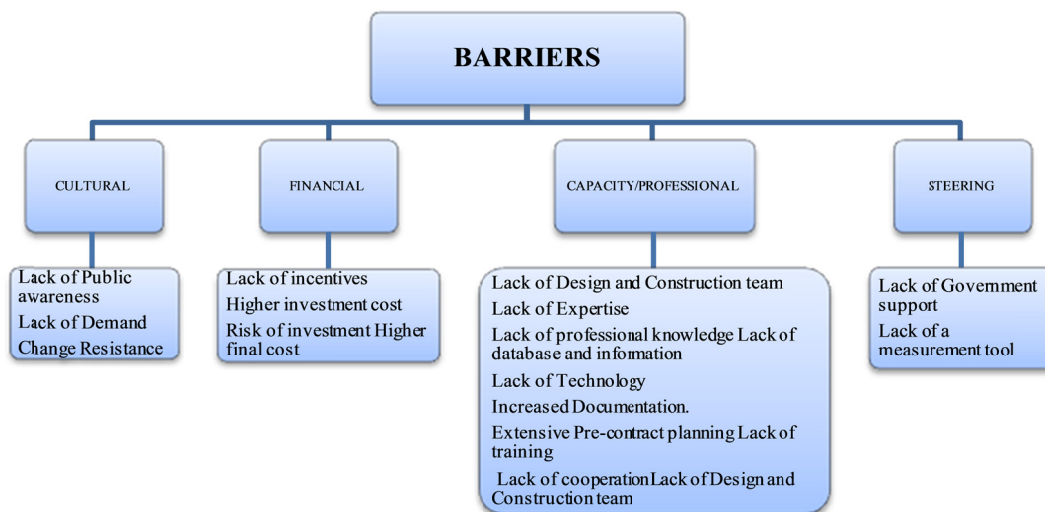 BARRIERS
CULTURAL
FINANCIAL
CAPACITY/PROFESSIONAL
STEERING
Lack of Public
awareness
Lack of Demand
Change Resistance
Lack of incentives
Higher investment cost
Risk of investment Higher
final cost
Lack of Design and Construction team
Lack of Expertise
Lack of professional knowledge Lack of
database and information
Lack of Technology
Increased Documentation.
Extensive Pre-contract planning Lack of
training
Lack of cooperationLack of Design and
Construction team
Lack of Government
support
Lack of a
measurement tool